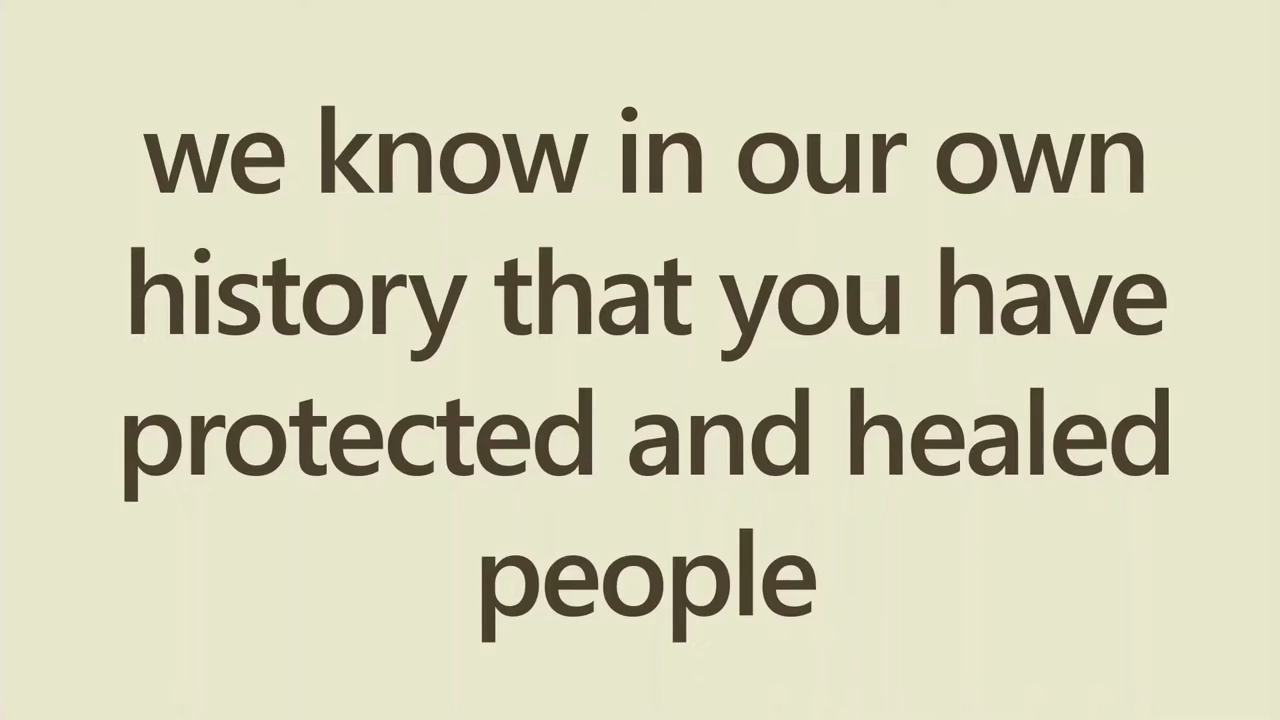 we know in our own
history that you have
protected and healed
people